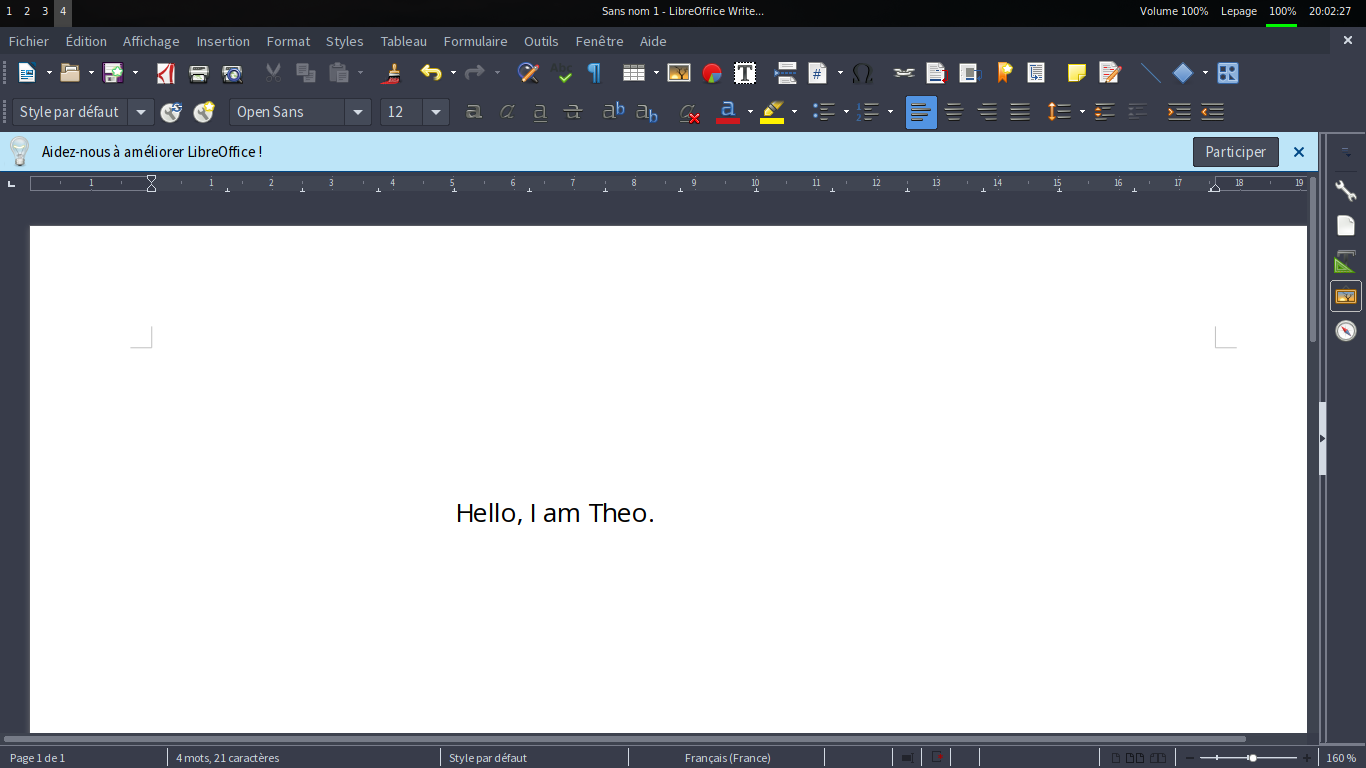 1 2 3 4 Sans nom 1 - LibreOffice Write... Volume 100% Lepage 100% 20:02:27
Fichier Édition Affichage Insertion Format Styles Tableau Formulaire Outils Fenêtre Aide
Style par défaut Open Sans 12
Aidez-nous à améliorer LibreOffice ! Participer
1 1 2 3 4 5 6 7 8 9 10 11 12 13 14 15 16 17 18 19
Hello, I am Theo.
Page 1 de 1 4 mots, 21 caractères Style par défaut Français (France) 160 %